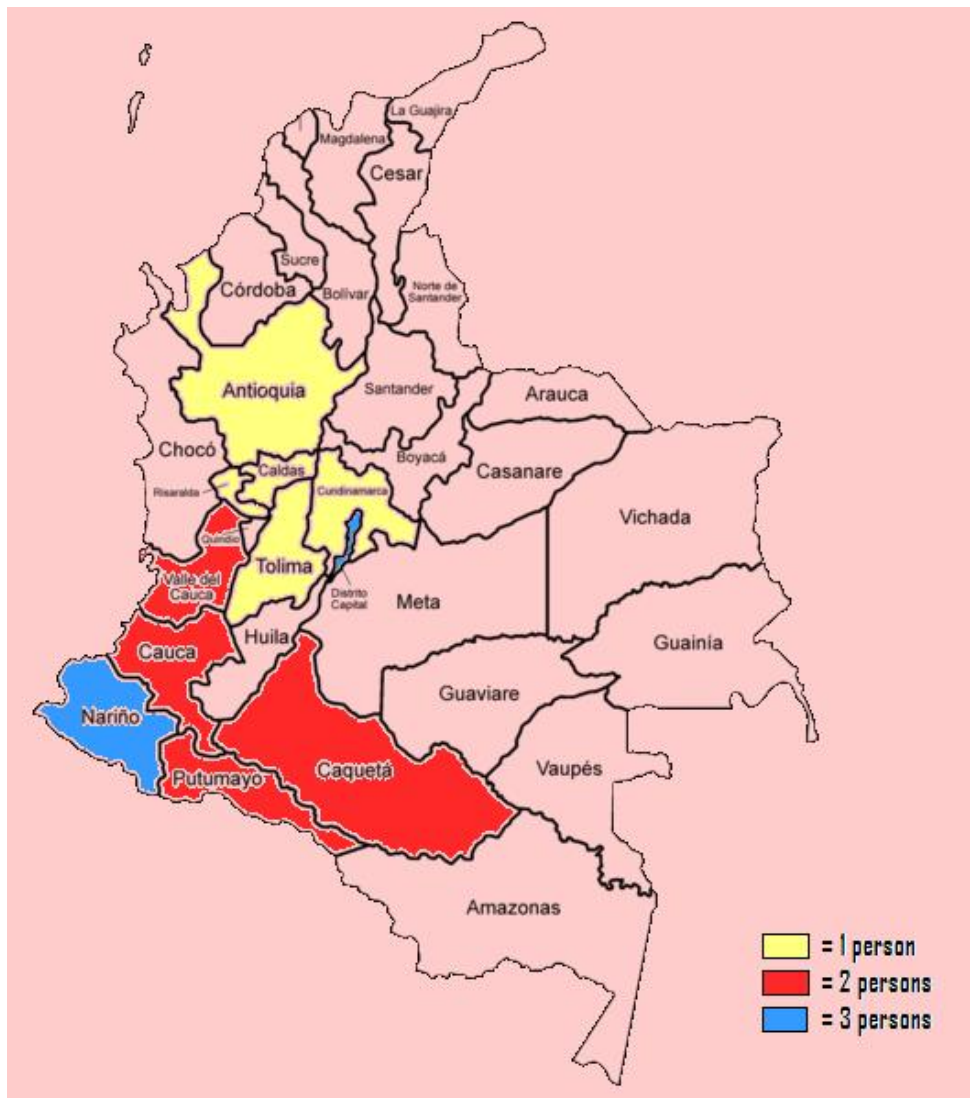 La Guajira
Magdalena
Cesar
Sucre
Córdoba
Bolívar
Norte de
Santander
Antioquia
Santander
Arauca
Chocó
Boyacá
Caldas
Casanare
Risaralda
Cundinamarca
Vichada
Quindío
Tolima
Valle del
Cauca
Distrito
Capital
Meta
Huila
Guainía
Cauca
Guaviare
Nariño
Vaupés
Caquetá
Putumayo
Amazonas
= 1 person
= 2 persons
= 3 persons